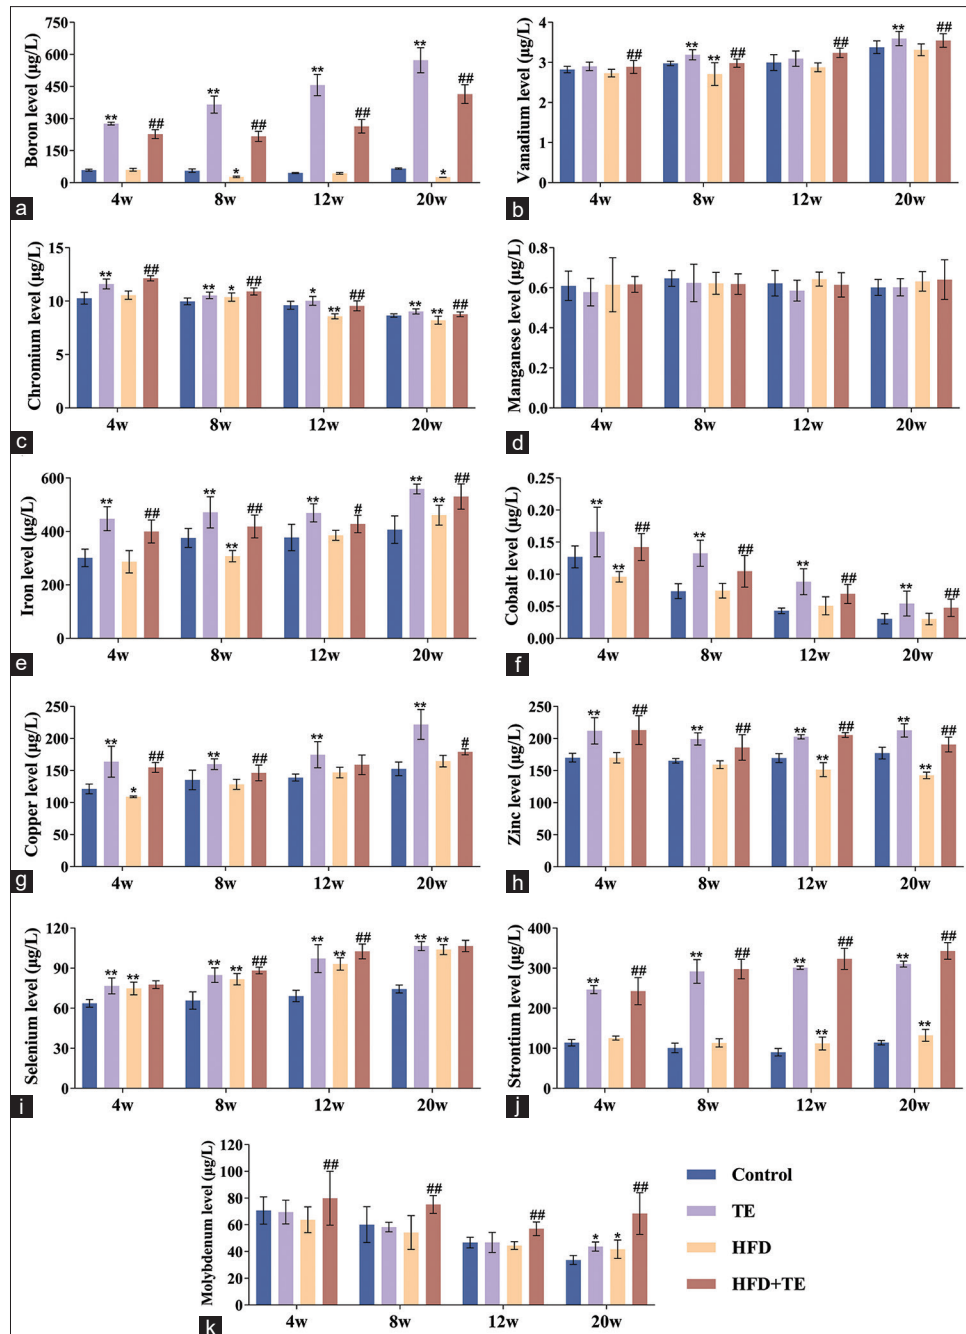 Boron level (µg/L)
750
600
450
300
150
0
** ## ** ## * ** ## ** ## *
4w 8w 12w 20w
a
Vanadium level (µg/L)
4
3
2
1
0
## ** ** ## ## ** ##
4w 8w 12w 20w
b
Chromium level (µg/L)
15
10
5
0
** ## ** * ## * ** ## ** ** ##
4w 8w 12w 20w
c
Manganese level (µg/L)
0.8
0.6
0.4
0.2
0.0
4w 8w 12w 20w
d
Iron level (µg/L)
600
400
200
0
** ## ** ** ## ** # ** ** ##
4w 8w 12w 20w
e
Cobalt level (µg/L)
0.25
0.20
0.15
0.10
0.05
0.00
** ** ## ** ## ** ## ** ##
4w 8w 12w 20w
f
Copper level (µg/L)
250
200
150
100
50
0
** * ## ** ## ** ** #
4w 8w 12w 20w
g
Zinc level (µg/L)
250
200
150
100
50
0
** ## ** ## ** ** ## ** ** ##
4w 8w 12w 20w
h
Selenium level (µg/L)
120
90
60
30
0
** ** ** ** ## ** ** ## ** **
4w 8w 12w 20w
i
Strontium level (µg/L)
400
300
200
100
0
** ## ** ## ** ** ## ** ** ##
4w 8w 12w 20w
j
Molybdenum level (µg/L)
120
100
80
60
40
20
0
## ## ## * * ##
4w 8w 12w 20w
k
Control
TE
HFD
HFD+TE